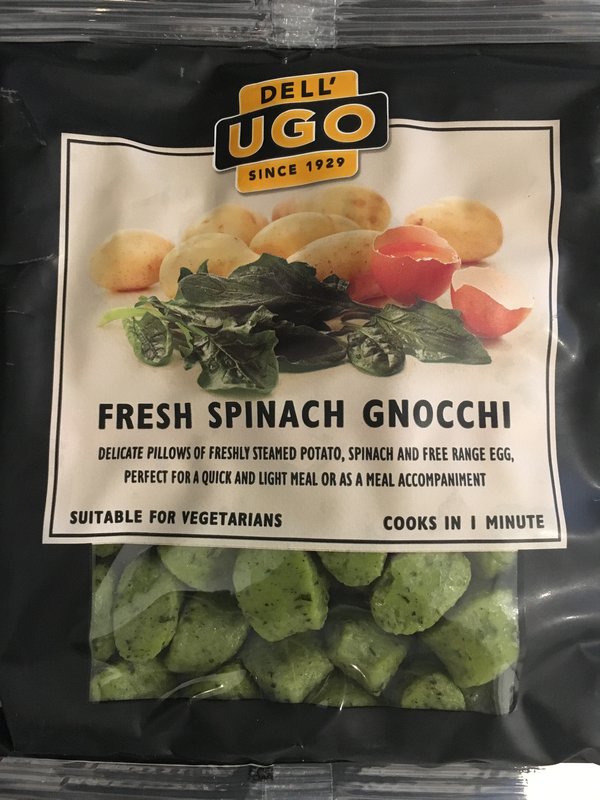 DELL'
UGO
SINCE 1929
FRESH SPINACH GNOCCHI
DELICATE PILLOWS OF FRESHLY STEAMED POTATO, SPINACH AND FREE RANGE EGG,
PERFECT FOR A QUICK AND LIGHT MEAL OR AS A MEAL ACCOMPANIMENT
SUITABLE FOR VEGETARIANS COOKS IN 1 MINUTE